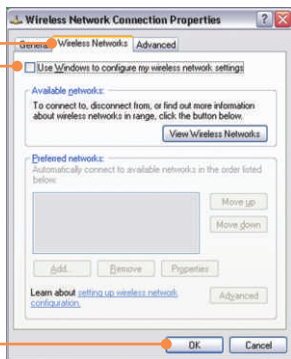 Wireless Network Connection Properties
General Wireless Networks Advanced
Use Windows to configure my wireless network settings
Available networks:
To connect to, disconnect from, or find out more information
about wireless networks in range, click the button below.
View Wireless Networks
Preferred networks:
Automatically connect to available networks in the order listed
below:
Move up
Move down
Add... Remove Properties
Learn about setting up wireless network
configuration.
Advanced
OK Cancel